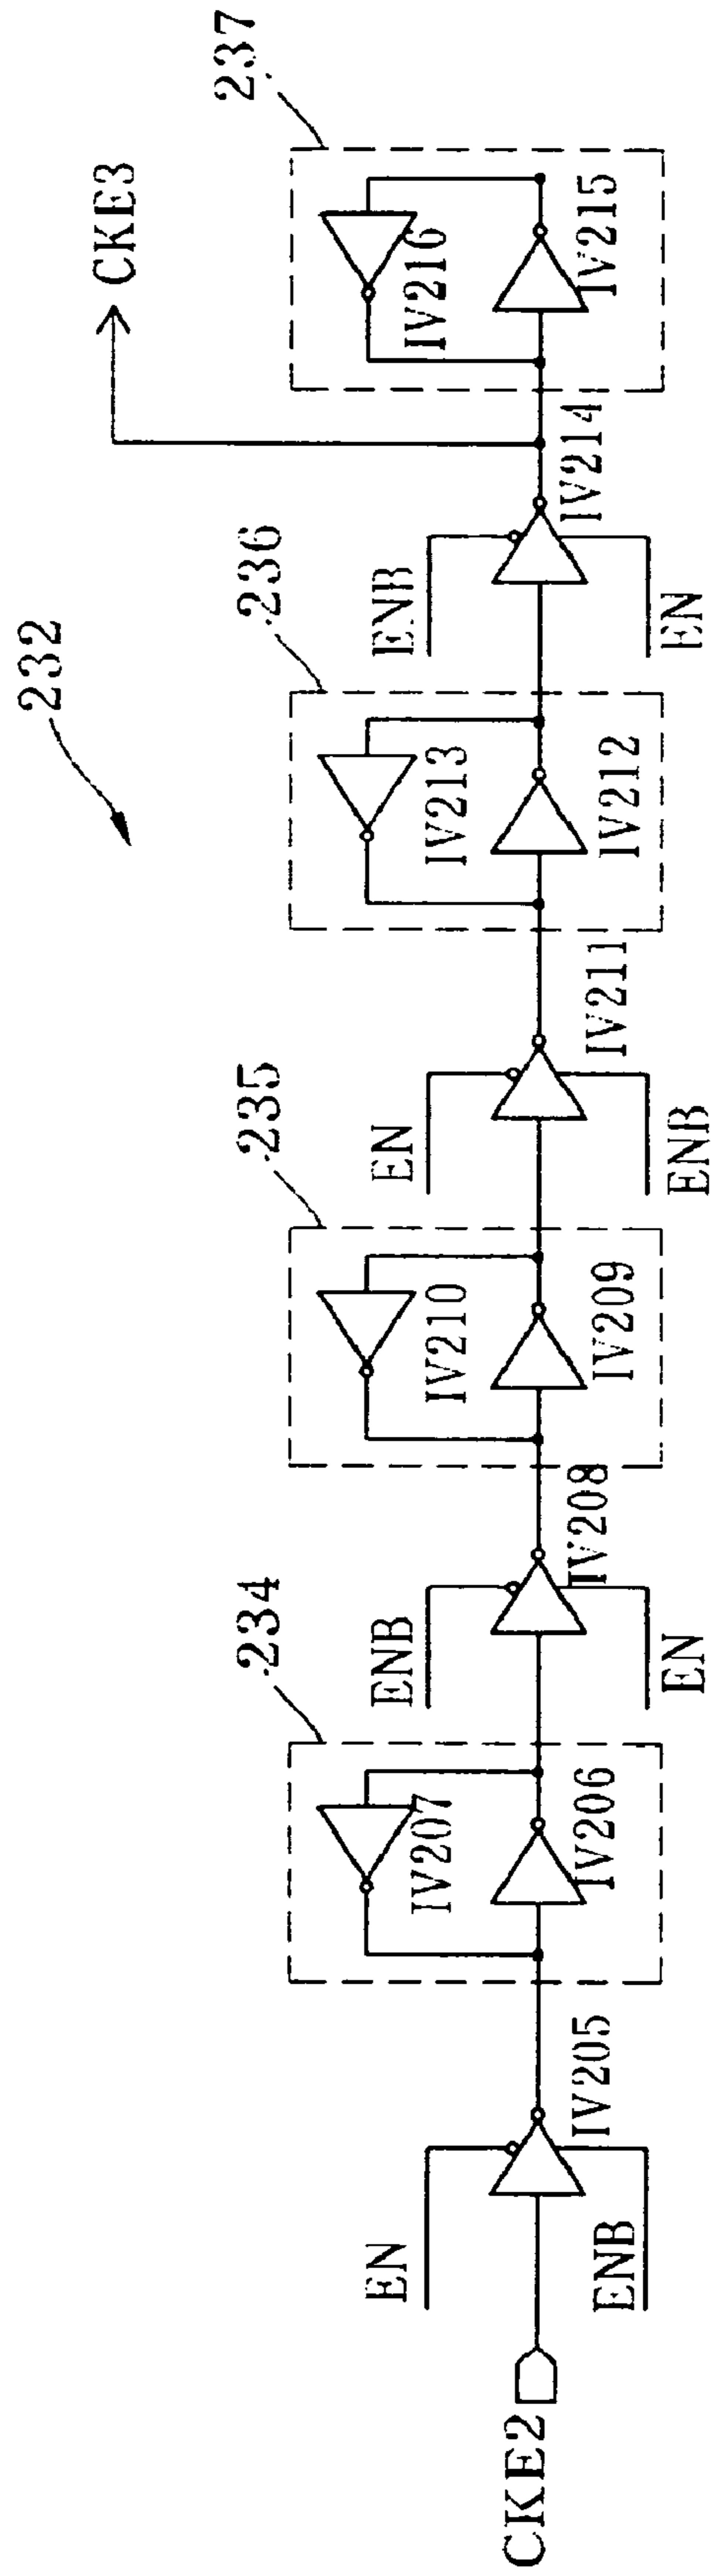 232
CKE2
EN
ENB
IV205
234
IV207
IV206
ENB
EN
IV208
235
IV210
IV209
EN
ENB
IV211
236
IV213
IV212
ENB
EN
IV214
CKE3
237
IV216
IV215